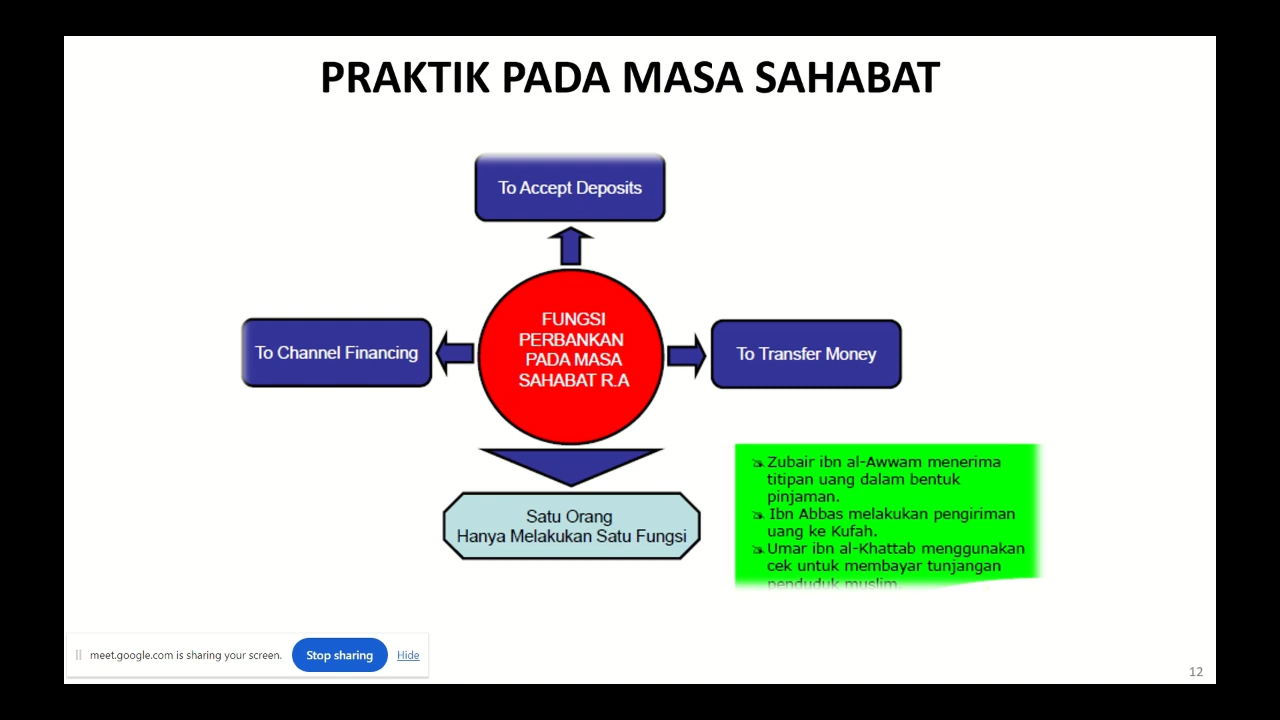 PRAKTIK PADA MASA SAHABAT
To Accept Deposits
To Channel Financing
FUNGSI
PERBANKAN
PADA MASA
SAHABAT R.A
To Transfer Money
Satu Orang
Hanya Melakukan Satu Fungsi
Zubair ibn al-Awwam menerima
titipan uang dalam bentuk
pinjaman.
Ibn Abbas melakukan pengiriman
uang ke Kufah.
Umar ibn al-Khattab menggunakan
cek untuk membayar tunjangan
penduduk muslim.
meet.google.com is sharing your screen.
Stop sharing
Hide
12